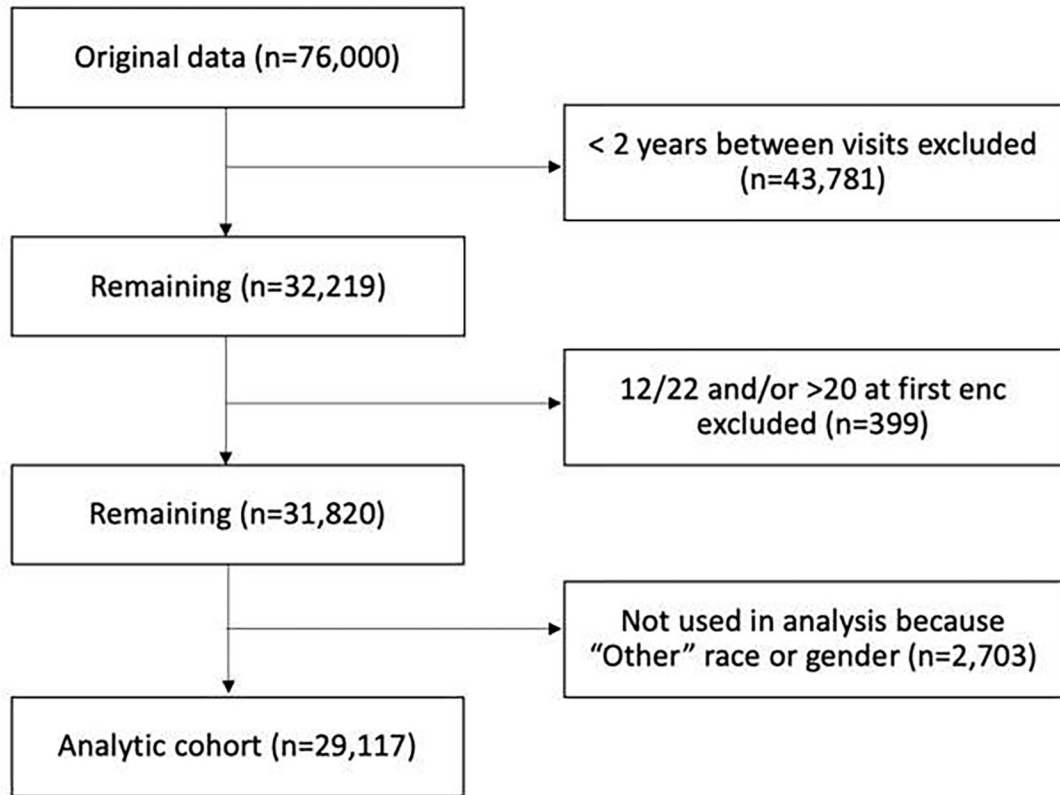 Original data (n=76,000)
< 2 years between visits excluded
(n=43,781)
Remaining (n=32,219)
12/22 and/or >20 at first enc
excluded (n=399)
Remaining (n=31,820)
Not used in analysis because
“Other” race or gender (n=2,703)
Analytic cohort (n=29,117)